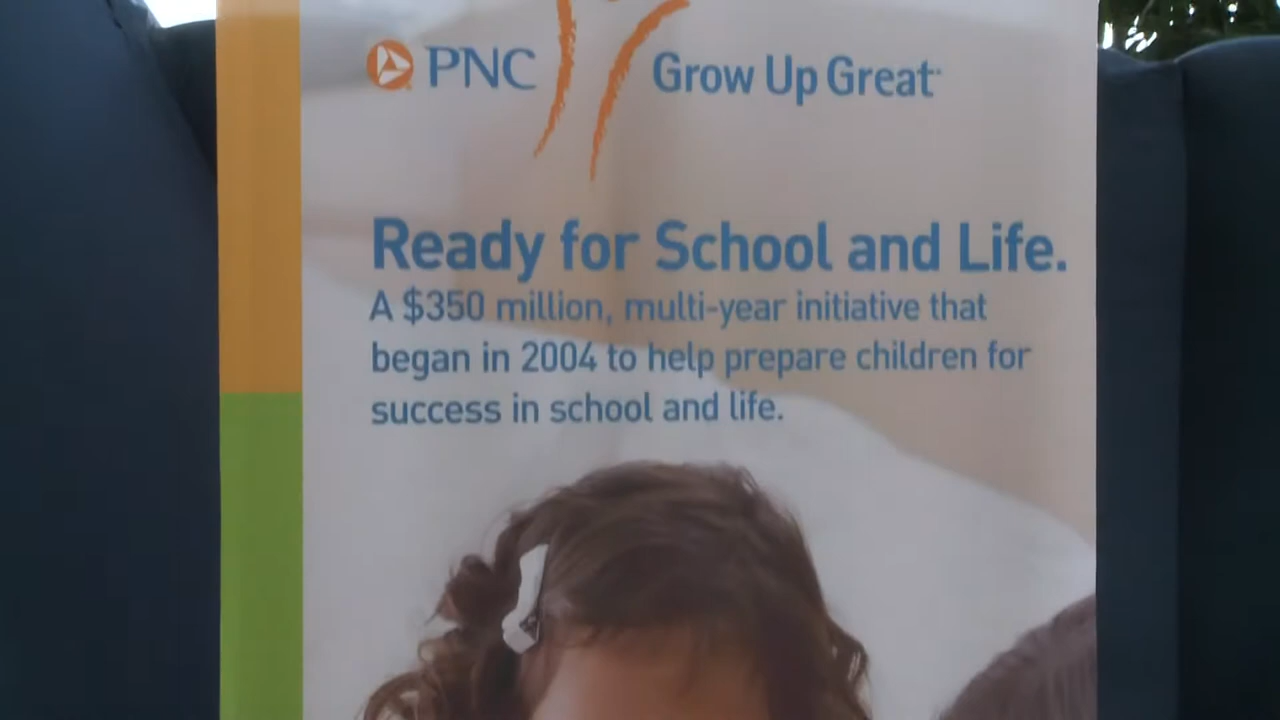 PNC Grow Up Great
Ready for School and Life.
A $350 million, multi-year initiative that
began in 2004 to help prepare children for
success in school and life.